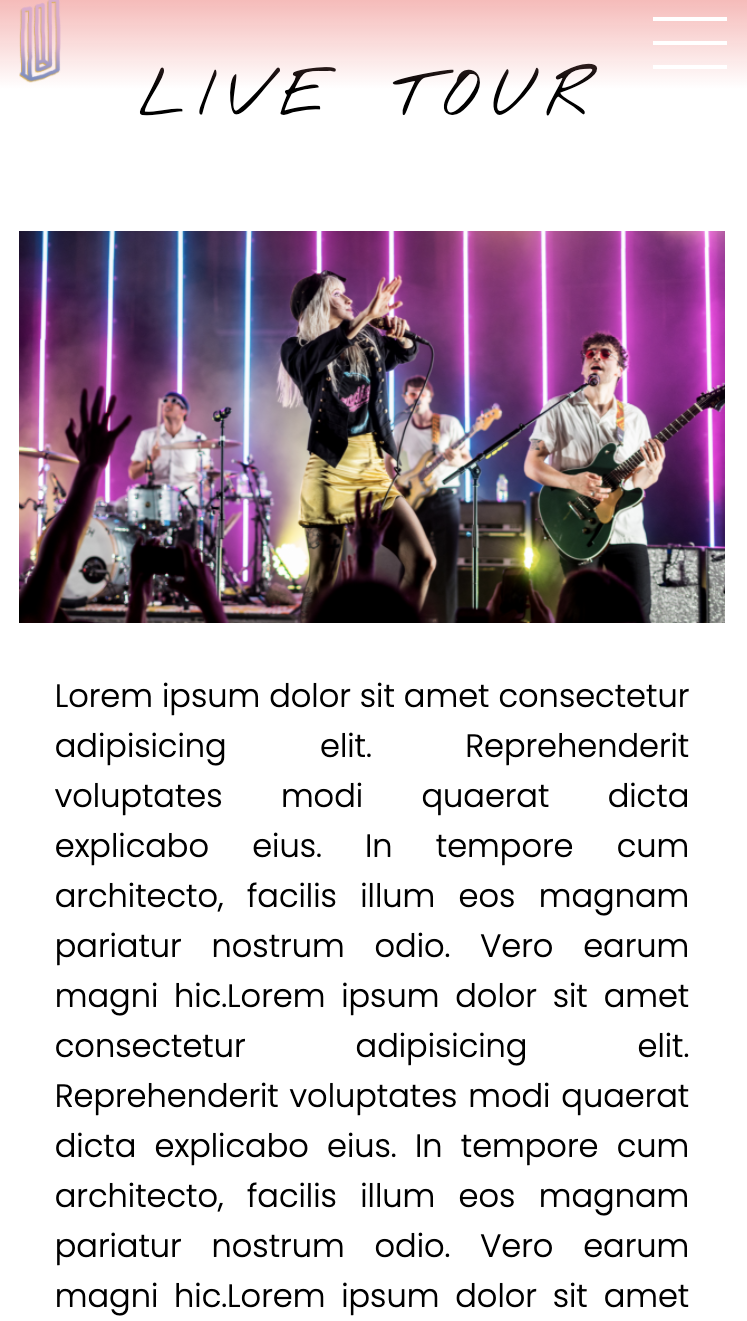 LIVE TOUR
Lorem ipsum dolor sit amet consectetur
adipisicing elit. Reprehenderit
voluptates modi quaerat dicta
explicabo eius. In tempore cum
architecto, facilis illum eos magnam
pariatur nostrum odio. Vero earum
magni hic.Lorem ipsum dolor sit amet
consectetur adipisicing elit.
Reprehenderit voluptates modi quaerat
dicta explicabo eius. In tempore cum
architecto, facilis illum eos magnam
pariatur nostrum odio. Vero earum
magni hic.Lorem ipsum dolor sit amet